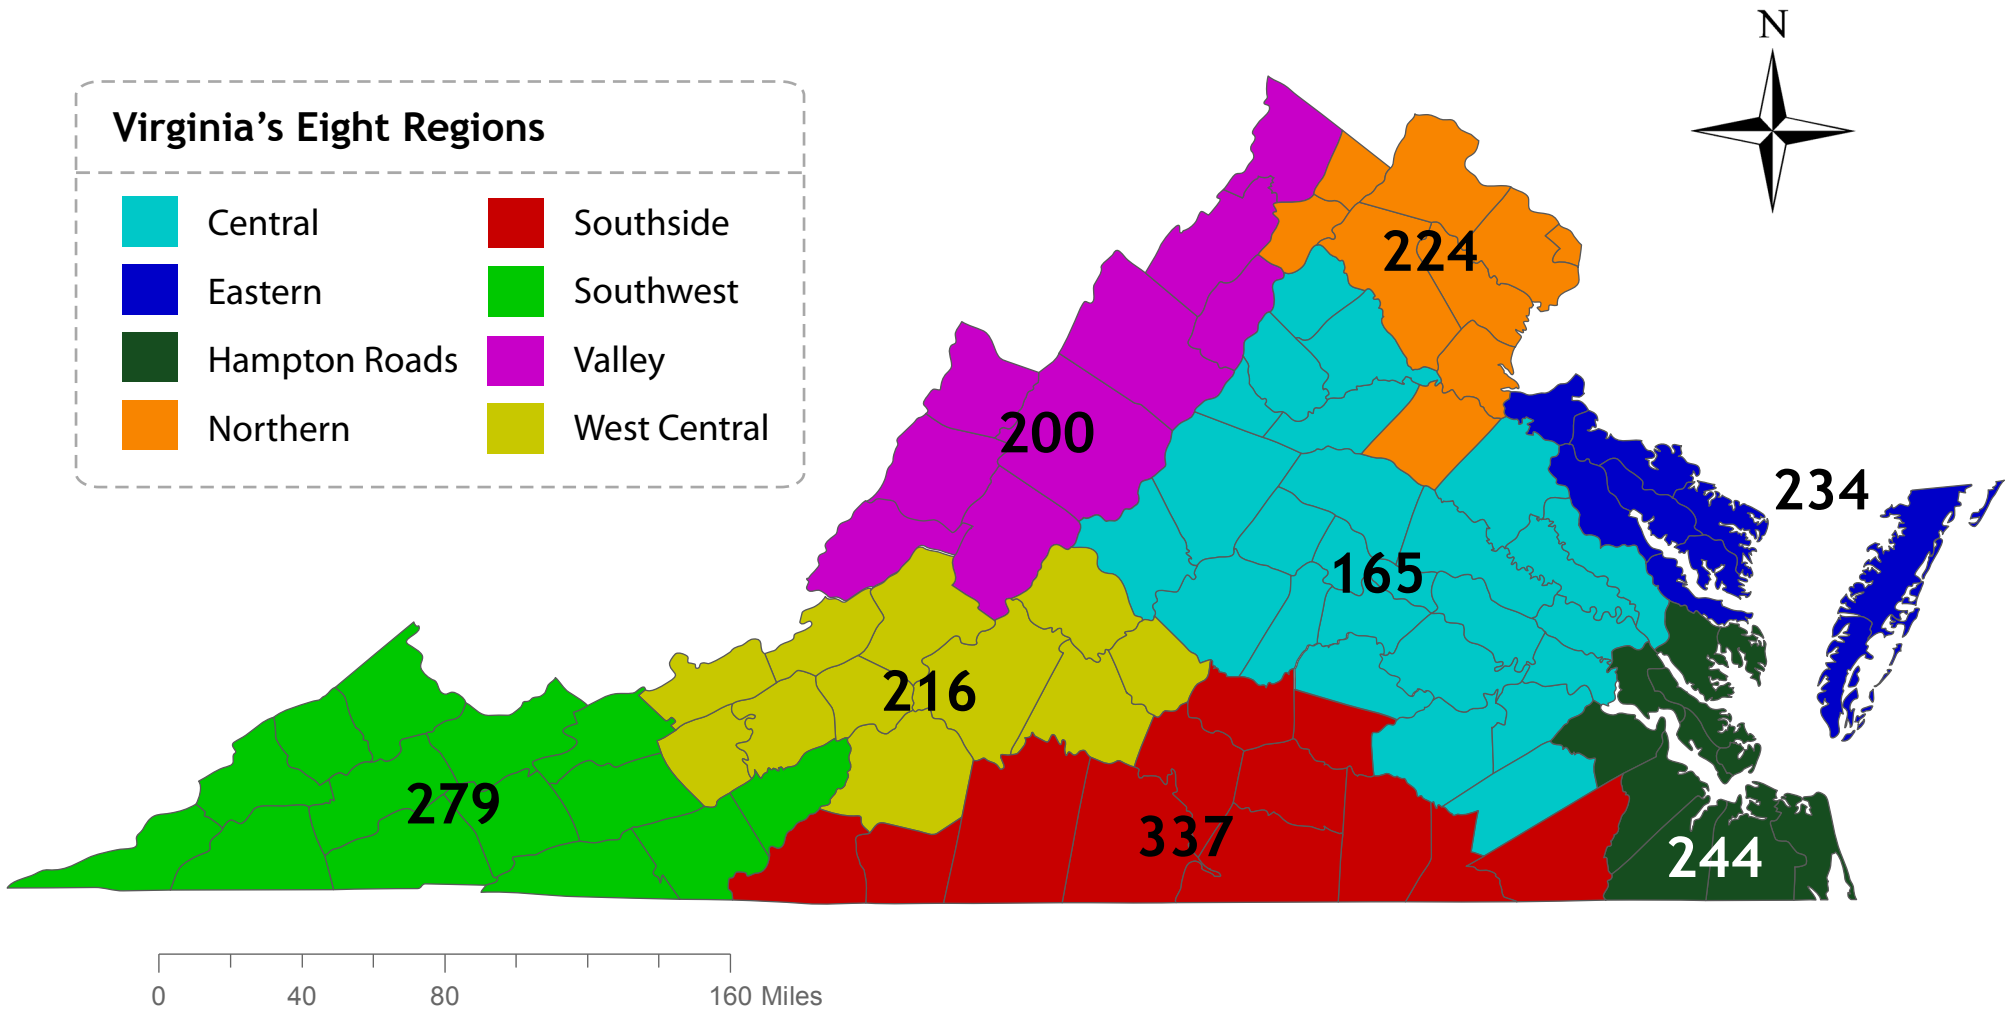 N
Virginia’s Eight Regions
Central
Southside
Eastern
Southwest
Hampton Roads
Valley
Northern
West Central
224
200
234
165
216
279
337
244
0
40
80
160 Miles